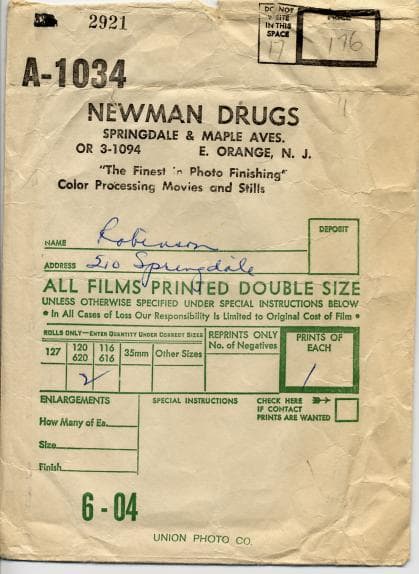 2921
DO NOT
WRITE
IN THIS
SPACE
PRICE
17
176
A-1034
NEWMAN DRUGS
SPRINGDALE & MAPLE AVES.
OR 3-1094 E. ORANGE, N. J.
"The Finest in Photo Finishing"
Color Processing Movies and Stills
DEPOSIT
NAME Robinson
ADDRESS 210 Springdale
ALL FILMS PRINTED DOUBLE SIZE
UNLESS OTHERWISE SPECIFIED UNDER SPECIAL INSTRUCTIONS BELOW
• In All Cases of Loss Our Responsibility is Limited to Original Cost of Film •
ROLLS ONLY—ENTER QUANTITY UNDER CORRECT SIZES
127
120
620
116
616
35mm
Other Sizes
2
REPRINTS ONLY
No. of Negatives
PRINTS OF
EACH
1
ENLARGEMENTS
How Many of Ea.
Size
Finish
SPECIAL INSTRUCTIONS
CHECK HERE
IF CONTACT
PRINTS ARE WANTED
6-04
UNION PHOTO CO.